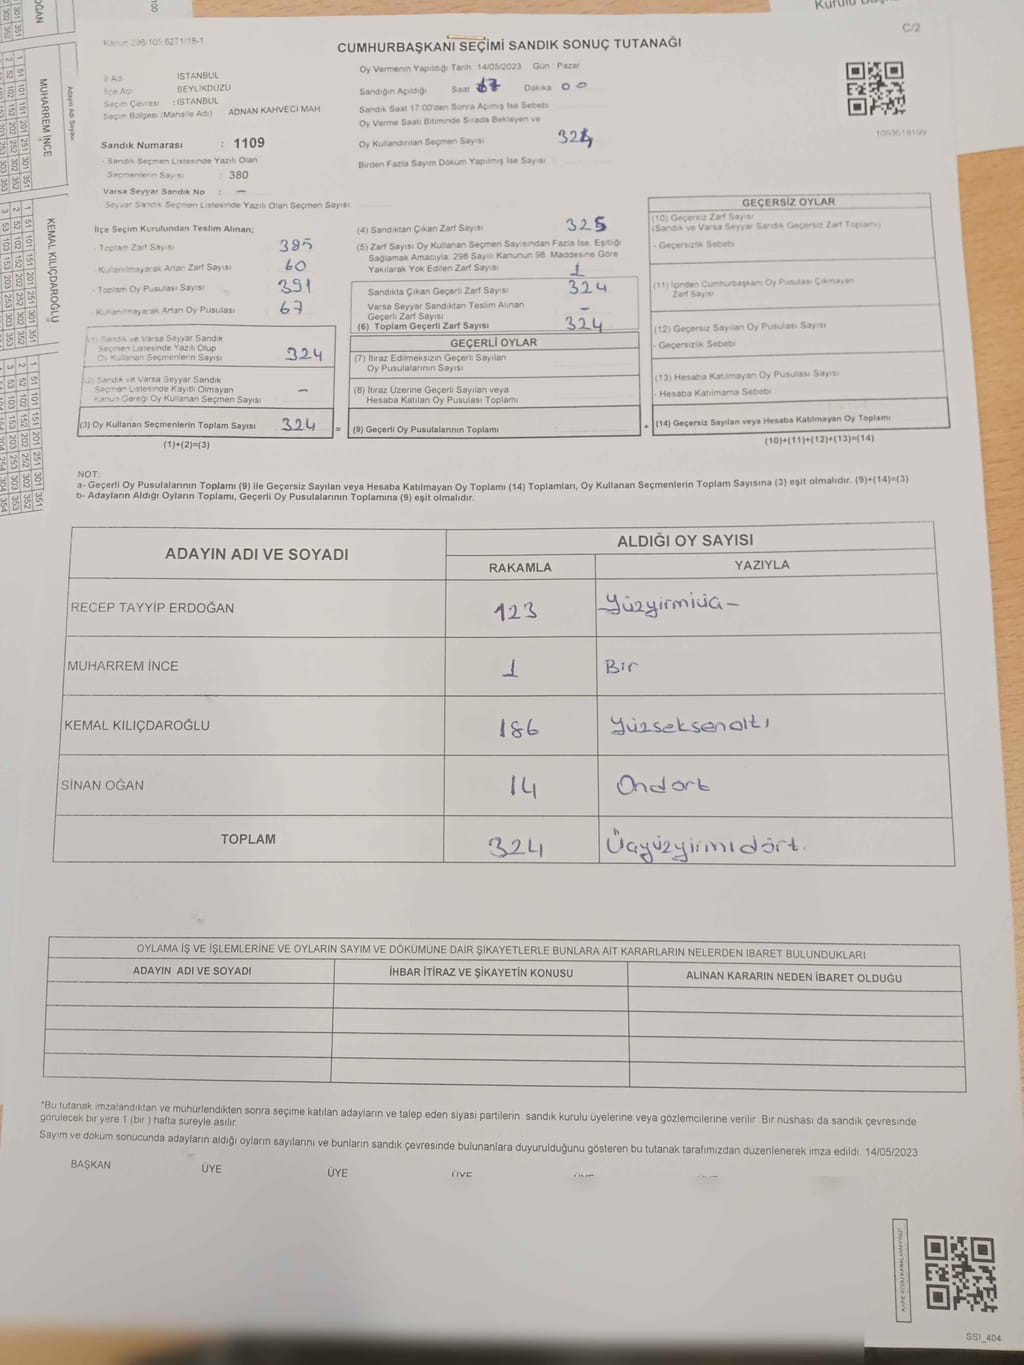 C/2
Kanun 298/105 6271/18-1
CUMHURBAŞKANI SEÇİMİ SANDIK SONUÇ TUTANAĞI
İl Adı : İSTANBUL
İlçe Adı : BEYLİKDÜZÜ
Seçim Çevresi : İSTANBUL
Seçim Bölgesi (Mahalle Adı) ADNAN KAHVECİ MAH
Sandık Numarası : 1109
- Sandık Seçmen Listesinde Yazılı Olan
Seçmenlerin Sayısı : 380
Varsa Seyyar Sandık No : —
Seyyar Sandık Seçmen Listesinde Yazılı Olan Seçmen Sayısı
Oy Vermenin Yapıldığı Tarih 14/05/2023 Gün : Pazar
Sandığın Açıldığı Saat 17 Dakika 00
Sandık Saat 17:00'den Sonra Açılmış İse Sebebi
Oy Verme Saati Bitiminde Sırada Bekleyen ve
Oy Kullandırılan Seçmen Sayısı 324
Birden Fazla Sayım Döküm Yapılmış İse Sayısı
1093618199
İlçe Seçim Kurulundan Teslim Alınan;
- Toplam Zarf Sayısı 385
- Kullanılmayarak Artan Zarf Sayısı 60
- Toplam Oy Pusulası Sayısı 391
Kullanılmayarak Artan Oy Pusulası 67
(1) Sandık ve Varsa Seyyar Sandık
Seçmen Listesinde Yazılı Olup
Oy Kullanan Seçmenlerin Sayısı 324
(2) Sandık ve Varsa Seyyar Sandık
Seçmen Listesinde Kayıtlı Olmayan
Kanun Gereği Oy Kullanan Seçmen Sayısı —
(3) Oy Kullanan Seçmenlerin Toplam Sayısı 324 =
(1)+(2)=(3)
(4) Sandıktan Çıkan Zarf Sayısı 325
(5) Zarf Sayısı Oy Kullanan Seçmen Sayısından Fazla İse, Eşitliği
Sağlamak Amacıyla, 298 Sayılı Kanunun 98. Maddesine Göre
Yakılarak Yok Edilen Zarf Sayısı 1
Sandıkta Çıkan Geçerli Zarf Sayısı 324
Varsa Seyyar Sandıktan Teslim Alınan
Geçerli Zarf Sayısı —
(6) Toplam Geçerli Zarf Sayısı 324
GEÇERLİ OYLAR
(7) İtiraz Edilmeksizin Geçerli Sayılan
Oy Pusulalarının Sayısı
(8) İtiraz Üzerine Geçerli Sayılan veya
Hesaba Katılan Oy Pusulası Toplamı
(9) Geçerli Oy Pusulalarının Toplamı +
GEÇERSİZ OYLAR
(10) Geçersiz Zarf Sayısı
(Sandık ve Varsa Seyyar Sandık Geçersiz Zarf Toplamı)
- Geçersizlik Sebebi
(11) İçinden Cumhurbaşkanı Oy Pusulası Çıkmayan
Zarf Sayısı
(12) Geçersiz Sayılan Oy Pusulası Sayısı
- Geçersizlik Sebebi
(13) Hesaba Katılmayan Oy Pusulası Sayısı
- Hesaba Katılmama Sebebi
(14) Geçersiz Sayılan veya Hesaba Katılmayan Oy Toplamı
(10)+(11)+(12)+(13)=(14)
NOT:
a- Geçerli Oy Pusulalarının Toplamı (9) ile Geçersiz Sayılan veya Hesaba Katılmayan Oy Toplamı (14) Toplamları, Oy Kullanan Seçmenlerin Toplam Sayısına (3) eşit olmalıdır. (9)+(14)=(3)
b- Adayların Aldığı Oyların Toplamı, Geçerli Oy Pusulalarının Toplamına (9) eşit olmalıdır.
ADAYIN ADI VE SOYADI
ALDIĞI OY SAYISI
RAKAMLA YAZIYLA
RECEP TAYYİP ERDOĞAN 123
MUHARREM İNCE 1 Bir
KEMAL KILIÇDAROĞLU 186 Yüzseksenaltı
SİNAN OĞAN 14 Ondört
TOPLAM 324 Üçyüzyirmidört.
OYLAMA İŞ VE İŞLEMLERİNE VE OYLARIN SAYIM VE DÖKÜMÜNE DAİR ŞİKAYETLERLE BUNLARA AİT KARARLARIN NELERDEN İBARET BULUNDUKLARI
ADAYIN ADI VE SOYADI İHBAR İTİRAZ VE ŞİKAYETİN KONUSU ALINAN KARARIN NEDEN İBARET OLDUĞU
*Bu tutanak imzalandıktan ve mühürlendikten sonra seçime katılan adayların ve talep eden siyasi partilerin sandık kurulu üyelerine veya gözlemcilerine verilir. Bir nüshası da sandık çevresinde
görülecek bir yere 1 (bir ) hafta süreyle asılır.
Sayım ve döküm sonucunda adayların aldığı oyların sayılarını ve bunların sandık çevresinde bulunanlara duyurulduğunu gösteren bu tutanak tarafımızdan düzenlenerek imza edildi. 14/05/2023
BAŞKAN ÜYE ÜYE ÜYE
SSI_404
MUHARREM İNCE
KEMAL KILIÇDAROĞLU
Adayın Adı Soyadı